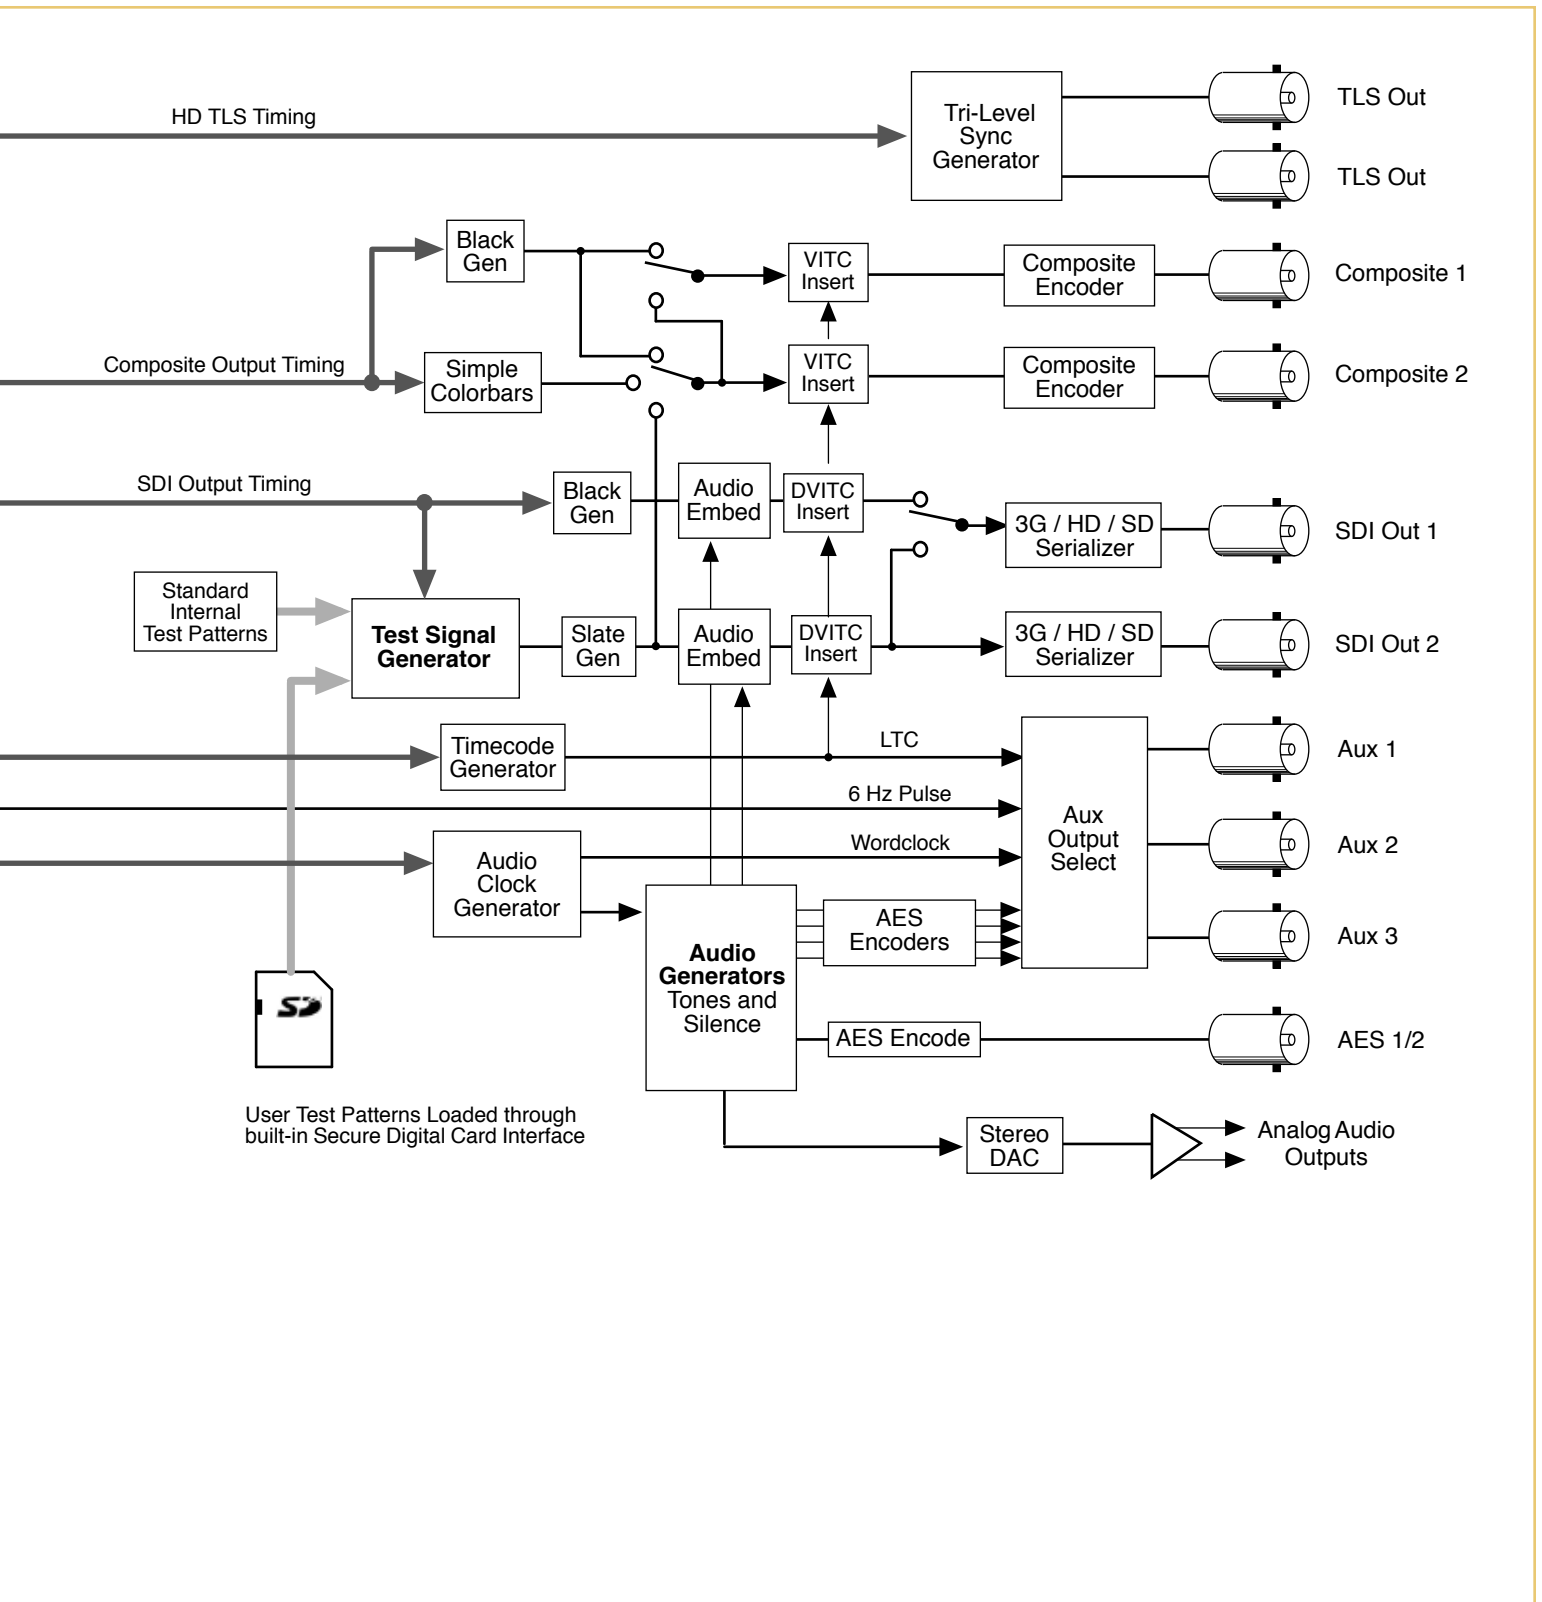 HD TLS Timing
Tri-Level
Sync
Generator
TLS Out
TLS Out
Black
Gen
VITC
Insert
Composite
Encoder
Composite 1
Composite Output Timing
Simple
Colorbars
VITC
Insert
Composite
Encoder
Composite 2
SDI Output Timing
Black
Gen
Audio
Embed
DVITC
Insert
3G / HD / SD
Serializer
SDI Out 1
Standard
Internal
Test Patterns
Test Signal
Generator
Slate
Gen
Audio
Embed
DVITC
Insert
3G / HD / SD
Serializer
SDI Out 2
Timecode
Generator
LTC
6 Hz Pulse
Wordclock
Audio
Clock
Generator
Aux
Output
Select
Aux 1
Aux 2
Aux 3
Audio
Generators
Tones and
Silence
AES
Encoders
AES Encode
AES 1/2
SD
User Test Patterns Loaded through
built-in Secure Digital Card Interface
Stereo
DAC
Analog Audio
Outputs